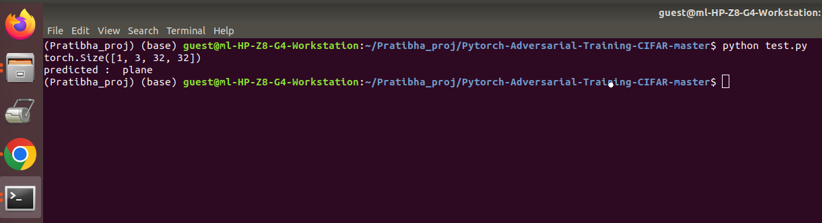 guest@ml-HP-Z8-G4-Workstation:
File Edit View Search Terminal Help
(Pratibha_proj) (base) guest@ml-HP-Z8-G4-Workstation:~/Pratibha_proj/Pytorch-Adversarial-Training-CIFAR-master$ python test.py
torch.Size([1, 3, 32, 32])
predicted :  plane
(Pratibha_proj) (base) guest@ml-HP-Z8-G4-Workstation:~/Pratibha_proj/Pytorch-Adversarial-Training-CIFAR-master$